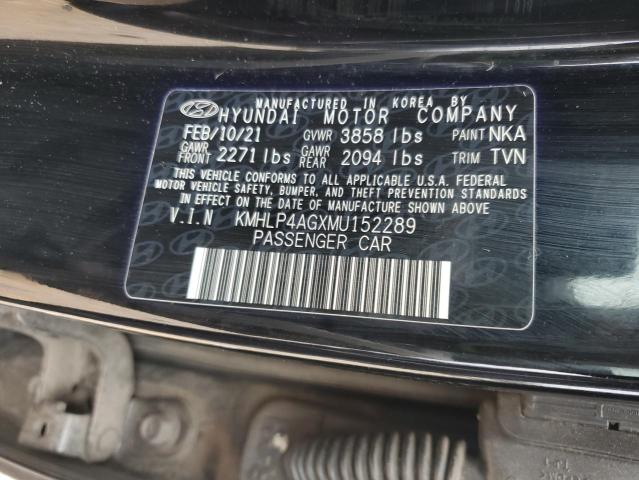 MANUFACTURED IN KOREA BY
HYUNDAI MOTOR COMPANY
FEB/10/21 GVWR 3858 lbs PAINT NKA
GAWR FRONT 2271 lbs GAWR REAR 2094 lbs TRIM TVN
THIS VEHICLE CONFORMS TO ALL APPLICABLE U.S.A. FEDERAL
MOTOR VEHICLE SAFETY, BUMPER, AND THEFT PREVENTION STANDARDS
IN EFFECT ON THE DATE OF MANUFACTURE SHOWN ABOVE.
V.I.N KMHLP4AGXMU152289
PASSENGER CAR